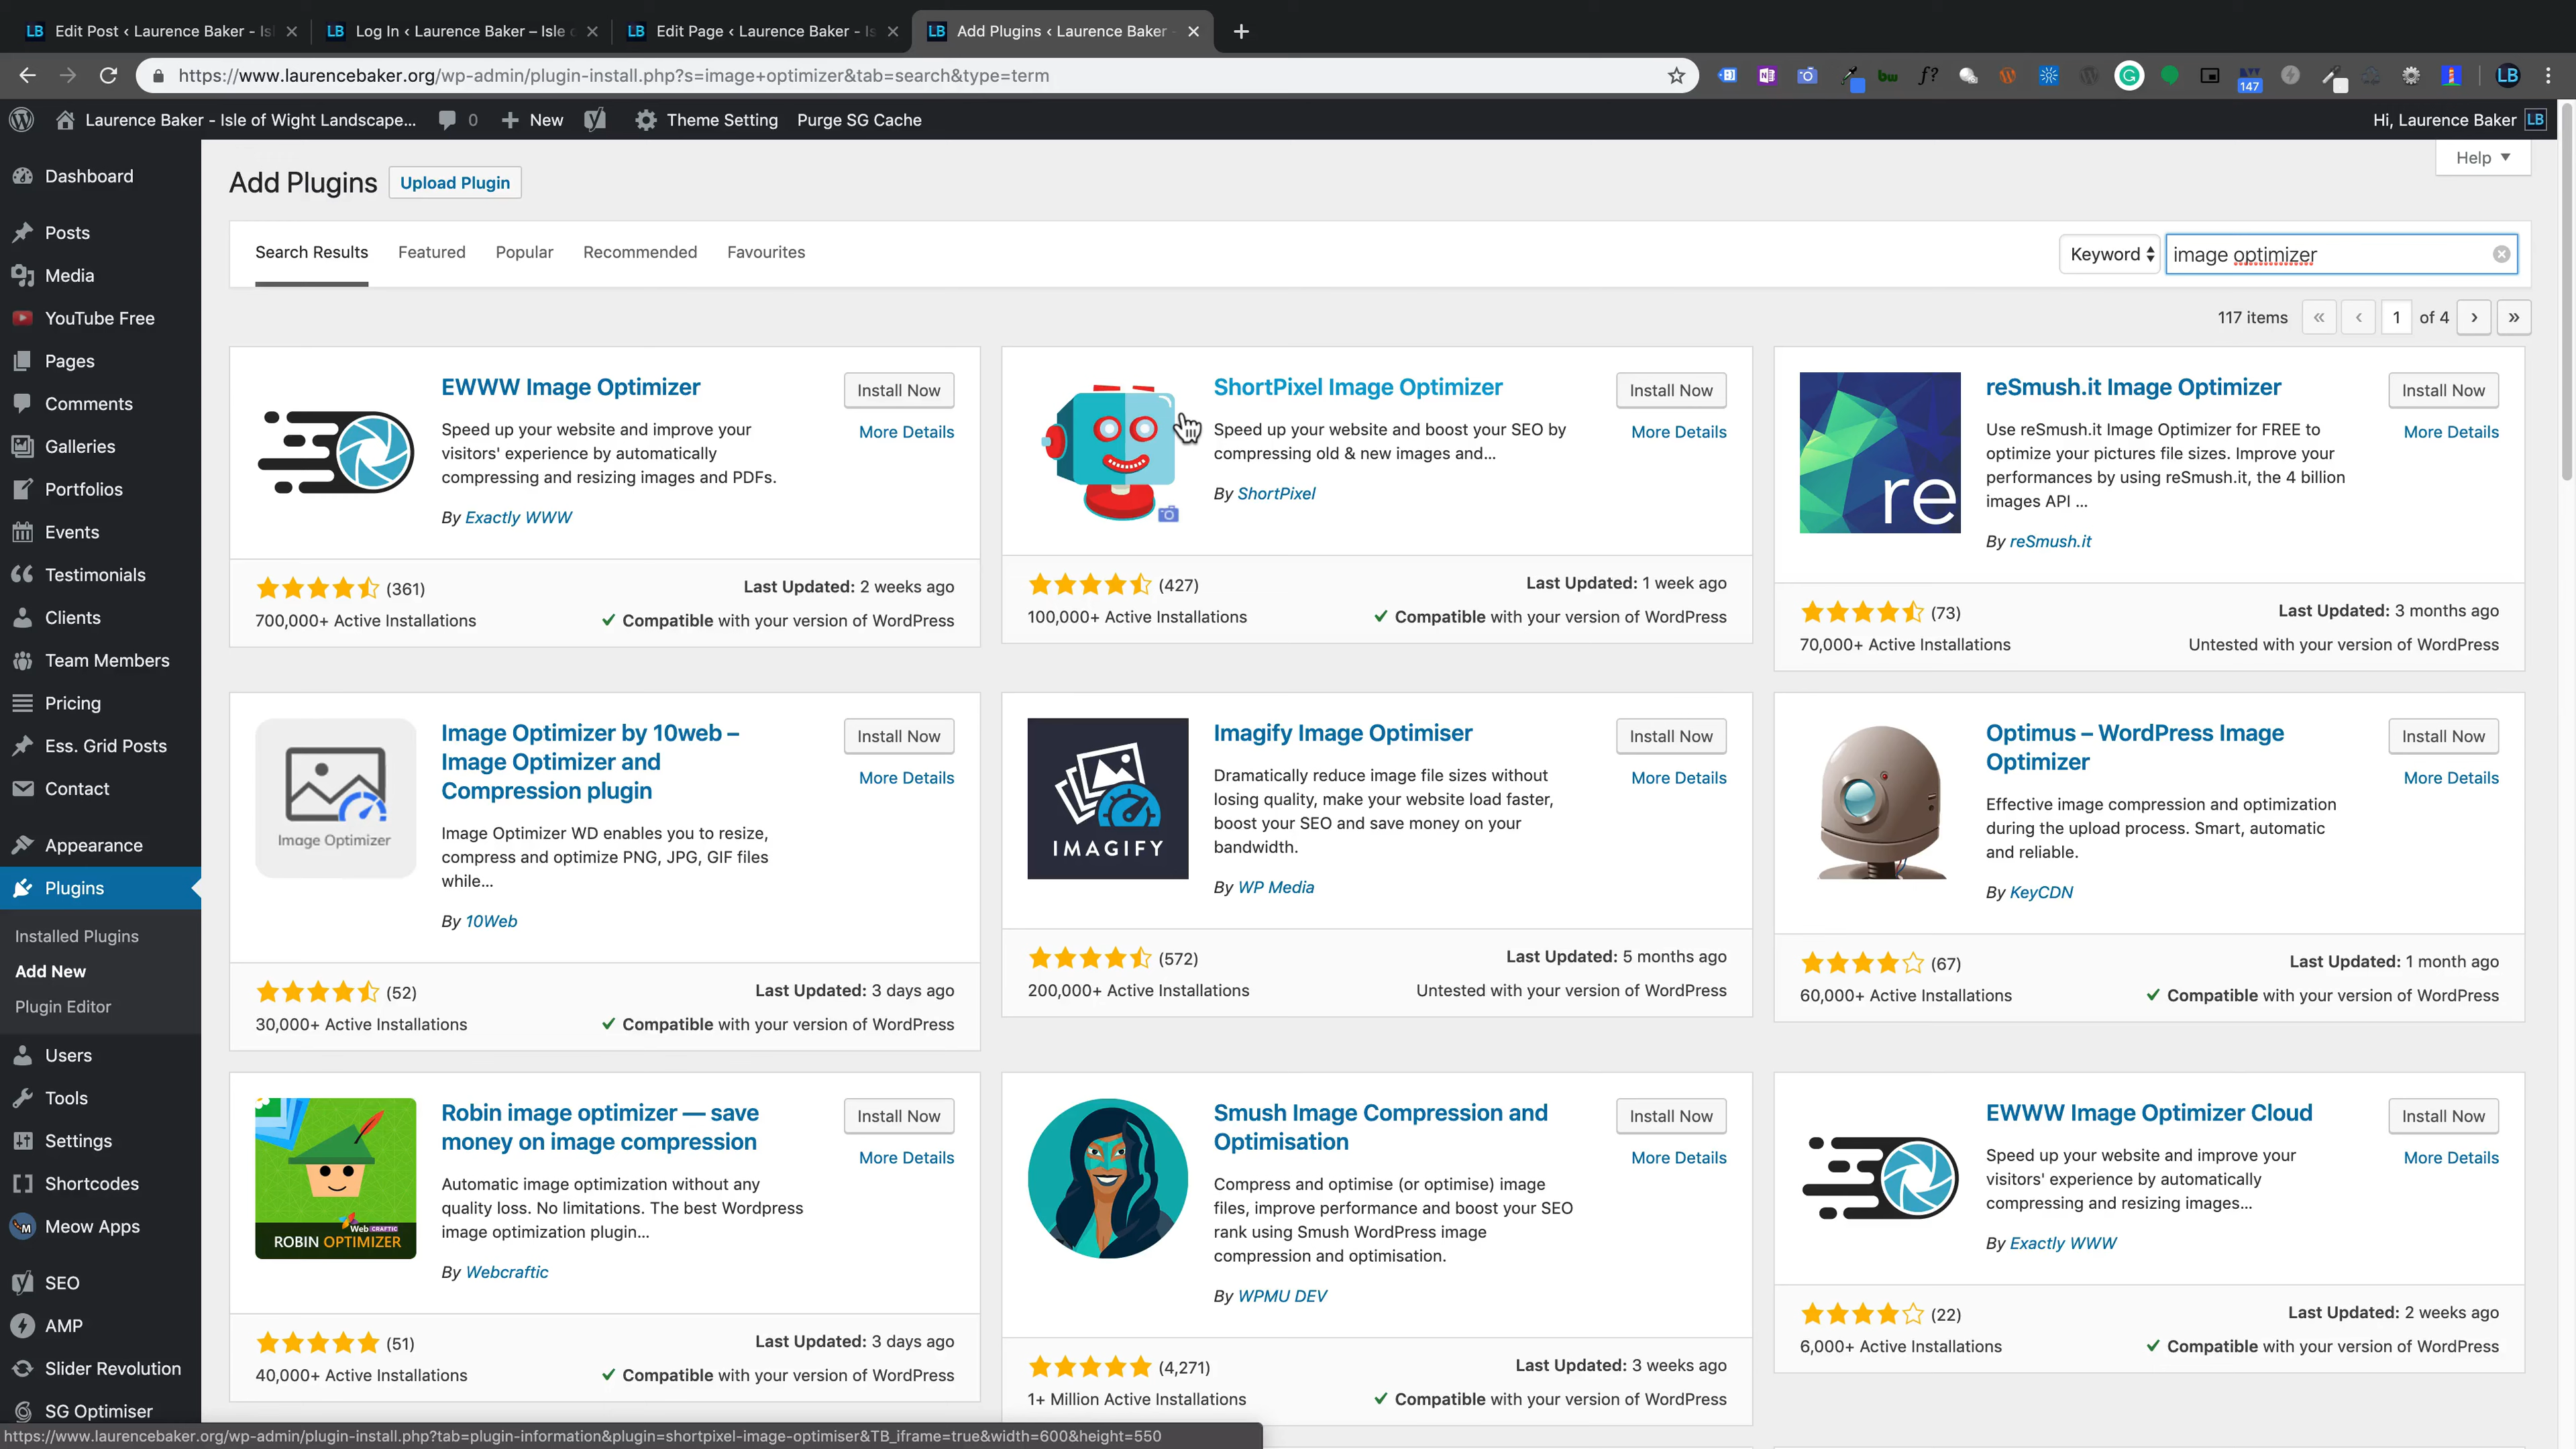 LB Edit Post ‹ Laurence Baker - Isl
LB Log In ‹ Laurence Baker – Isle
LB Edit Page ‹ Laurence Baker - Is
LB Add Plugins ‹ Laurence Baker
https://www.laurencebaker.org/wp-admin/plugin-install.php?s=image+optimizer&tab=search&type=term
bw f? 147 LB
Laurence Baker - Isle of Wight Landscape... 0 New Theme Setting Purge SG Cache
Hi, Laurence Baker LB
Dashboard
Posts
Media
YouTube Free
Pages
Comments
Galleries
Portfolios
Events
Testimonials
Clients
Team Members
Pricing
Ess. Grid Posts
Contact
Appearance
Plugins
Installed Plugins
Add New
Plugin Editor
Users
Tools
Settings
Shortcodes
Meow Apps
SEO
AMP
Slider Revolution
SG Optimiser
Add Plugins Upload Plugin
Help
Search Results Featured Popular Recommended Favourites
Keyword image optimizer
117 items « ‹ 1 of 4 › »
EWWW Image Optimizer
Install Now
More Details
Speed up your website and improve your
visitors' experience by automatically
compressing and resizing images and PDFs.
By Exactly WWW
(361)
Last Updated: 2 weeks ago
700,000+ Active Installations
Compatible with your version of WordPress
ShortPixel Image Optimizer
Install Now
More Details
Speed up your website and boost your SEO by
compressing old & new images and...
By ShortPixel
(427)
Last Updated: 1 week ago
100,000+ Active Installations
Compatible with your version of WordPress
re
reSmush.it Image Optimizer
Install Now
More Details
Use reSmush.it Image Optimizer for FREE to
optimize your pictures file sizes. Improve your
performances by using reSmush.it, the 4 billion
images API ...
By reSmush.it
(73)
Last Updated: 3 months ago
70,000+ Active Installations
Untested with your version of WordPress
Image Optimizer
Image Optimizer by 10web –
Image Optimizer and
Compression plugin
Install Now
More Details
Image Optimizer WD enables you to resize,
compress and optimize PNG, JPG, GIF files
while...
By 10Web
(52)
Last Updated: 3 days ago
30,000+ Active Installations
Compatible with your version of WordPress
IMAGIFY
Imagify Image Optimiser
Install Now
More Details
Dramatically reduce image file sizes without
losing quality, make your website load faster,
boost your SEO and save money on your
bandwidth.
By WP Media
(572)
Last Updated: 5 months ago
200,000+ Active Installations
Untested with your version of WordPress
Optimus – WordPress Image
Optimizer
Install Now
More Details
Effective image compression and optimization
during the upload process. Smart, automatic
and reliable.
By KeyCDN
(67)
Last Updated: 1 month ago
60,000+ Active Installations
Compatible with your version of WordPress
Web CRAFTIC
ROBIN OPTIMIZER
Robin image optimizer — save
money on image compression
Install Now
More Details
Automatic image optimization without any
quality loss. No limitations. The best Wordpress
image optimization plugin...
By Webcraftic
(51)
Last Updated: 3 days ago
40,000+ Active Installations
Compatible with your version of WordPress
Smush Image Compression and
Optimisation
Install Now
More Details
Compress and optimise (or optimise) image
files, improve performance and boost your SEO
rank using Smush WordPress image
compression and optimisation.
By WPMU DEV
(4,271)
Last Updated: 3 weeks ago
1+ Million Active Installations
Compatible with your version of WordPress
EWWW Image Optimizer Cloud
Install Now
More Details
Speed up your website and improve your
visitors' experience by automatically
compressing and resizing images...
By Exactly WWW
(22)
Last Updated: 2 weeks ago
6,000+ Active Installations
Compatible with your version of WordPress
https://www.laurencebaker.org/wp-admin/plugin-install.php?tab=plugin-information&plugin=shortpixel-image-optimiser&TB_iframe=true&width=600&height=550